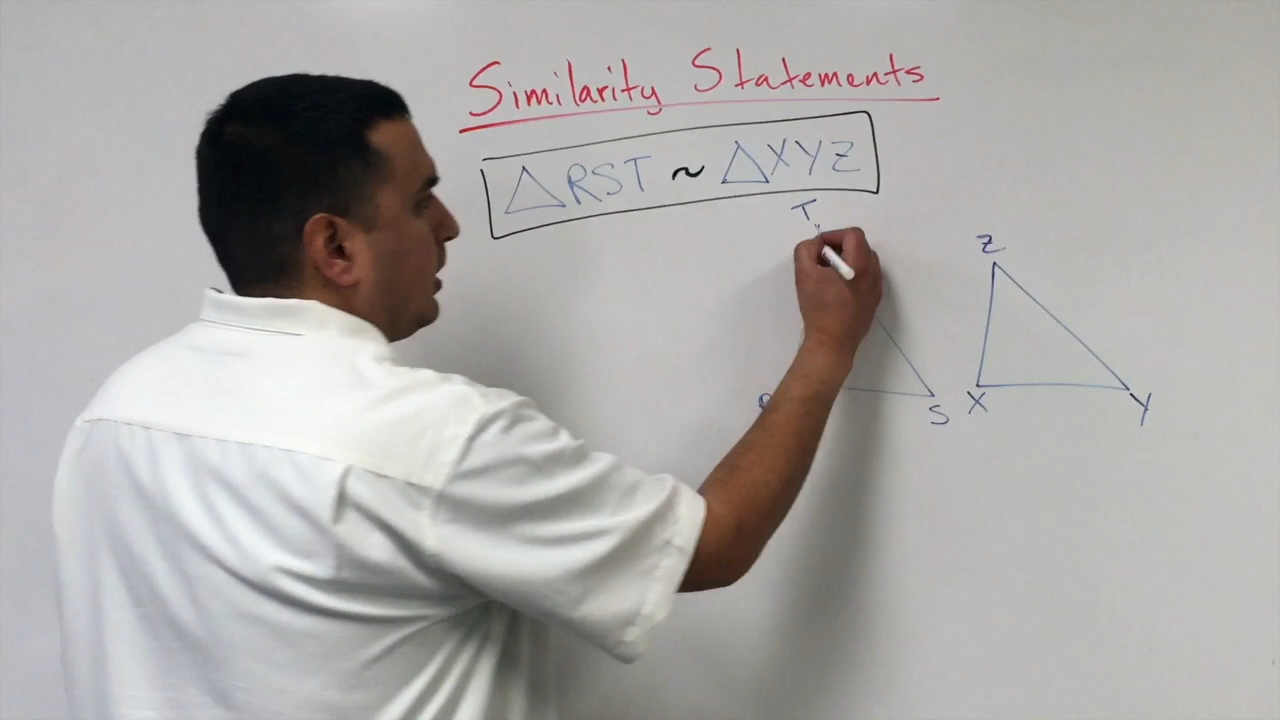 Similarity Statements
△RST ~ △XYZ
T
Z
S X Y